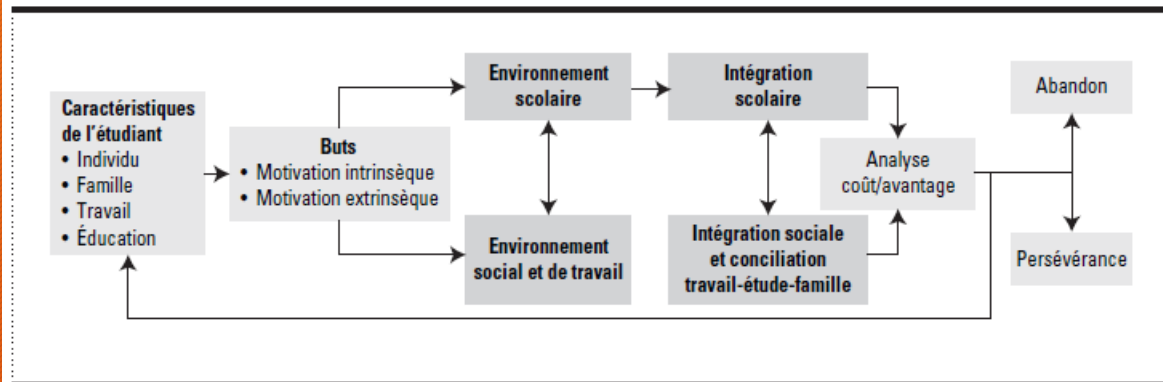 Caractéristiques
de l'étudiant
• Individu
• Famille
• Travail
• Éducation
Buts
• Motivation intrinsèque
• Motivation extrinsèque
Environnement
scolaire
Environnement
social et de travail
Intégration
scolaire
Intégration sociale
et conciliation
travail-étude-famille
Analyse
coût/avantage
Abandon
Persévérance